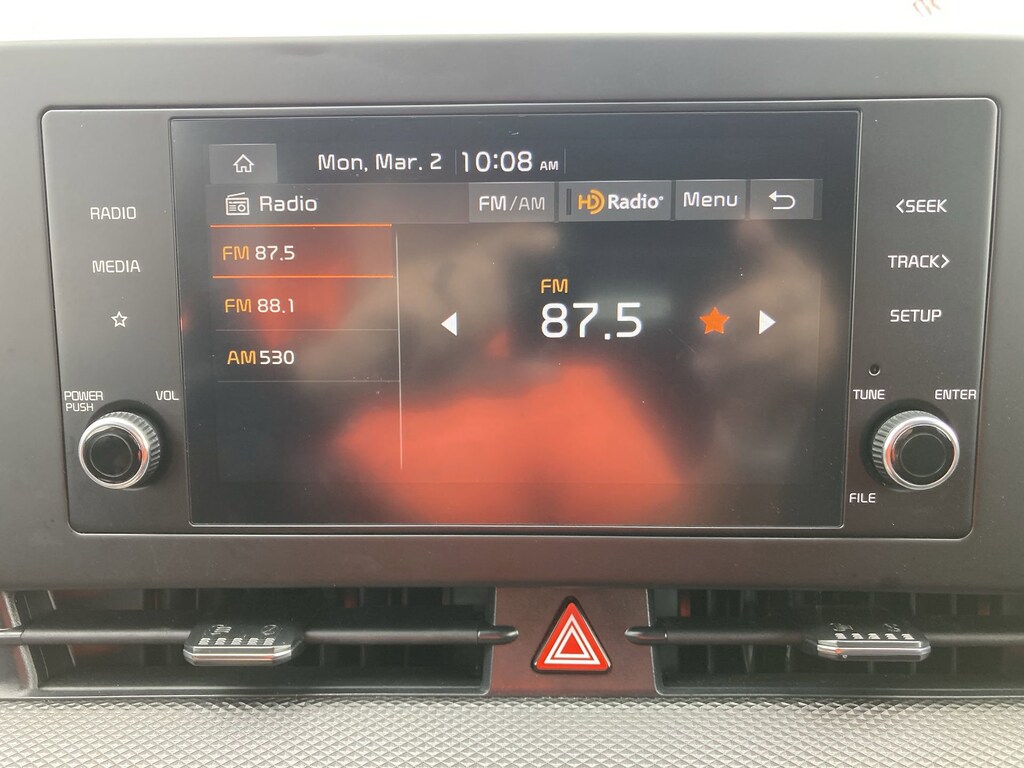 Mon, Mar. 2 10:08 AM
Radio FM/AM HD Radio® Menu
FM 87.5
FM 88.1
AM 530
FM
87.5
RADIO
MEDIA
POWER
PUSH
VOL
<SEEK
TRACK>
SETUP
TUNE
ENTER
FILE